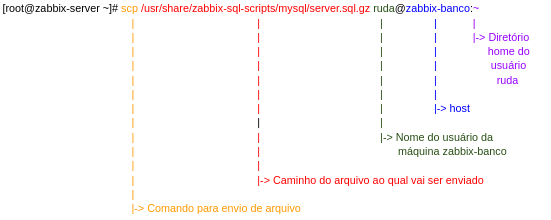 [root@zabbix-server ~]# scp /usr/share/zabbix-sql-scripts/mysql/server.sql.gz ruda@zabbix-banco:~
|-> Diretório
home do
usuário
ruda
|-> host
|-> Nome do usuário da
máquina zabbix-banco
|-> Caminho do arquivo ao qual vai ser enviado
|-> Comando para envio de arquivo